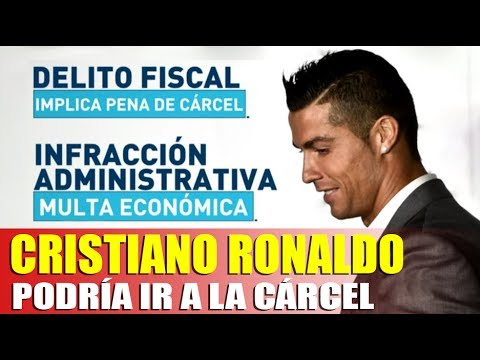 DELITO FISCAL
IMPLICA PENA DE CÁRCEL.
INFRACCIÓN
ADMINISTRATIVA
MULTA ECONÓMICA.
CRISTIANO RONALDO
PODRÍA IR A LA CÁRCEL